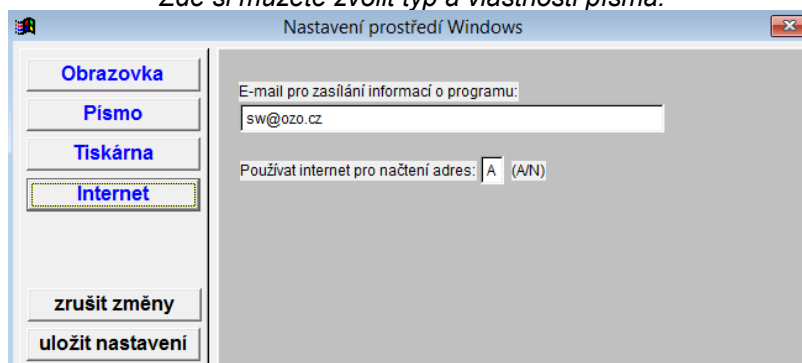 Zde si můžete zvolit typ a vlastnosti písma.
Nastavení prostředí Windows
Obrazovka
Písmo
Tiskárna
Internet
zrušit změny
uložit nastavení
E-mail pro zasílání informací o programu:
sw@ozo.cz
Používat internet pro načtení adres: A (A/N)